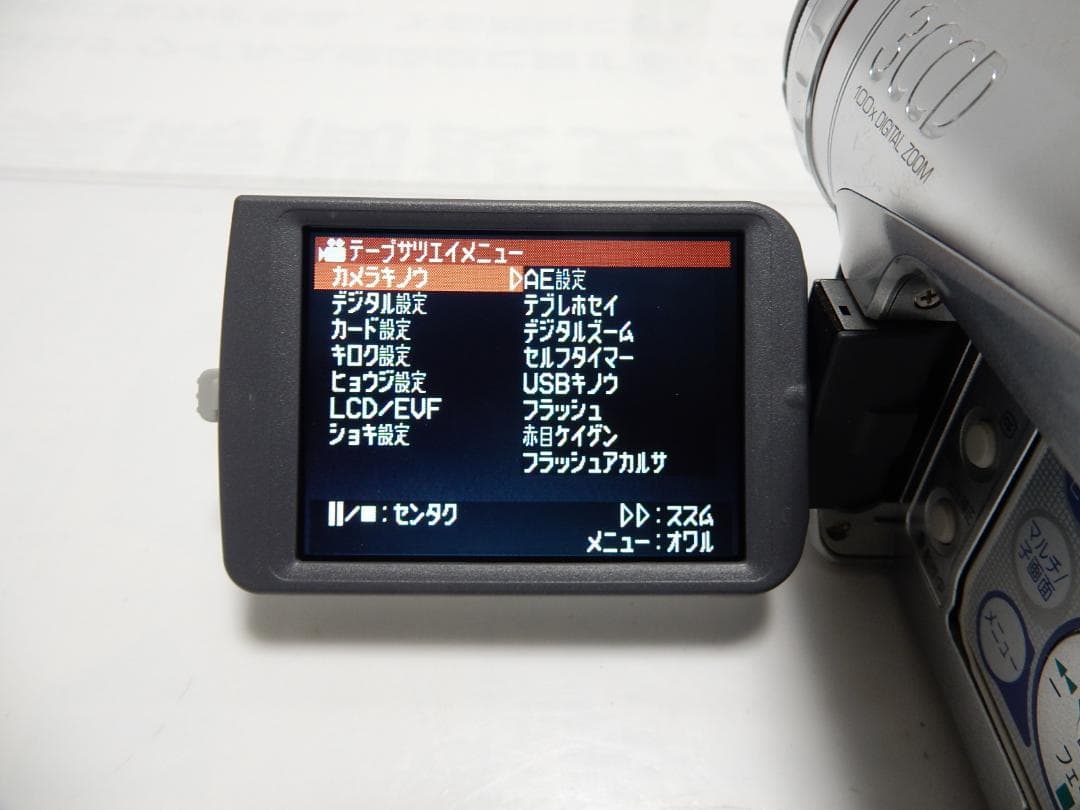 3CCD
100x DIGITAL ZOOM
テープサツエイメニュー
カメラキノウ ▷AE設定
デジタル設定 テブレホセイ
カード設定 デジタルズーム
キロク設定 セルフタイマー
ヒョウジ設定 USBキノウ
LCD/EVF フラッシュ
ショキ設定 赤目ケイゲン
フラッシュアカルサ
▐▐/■:センタク ▷▷:ススム
メニュー:オワル
マルチ/
子画面
メニュー